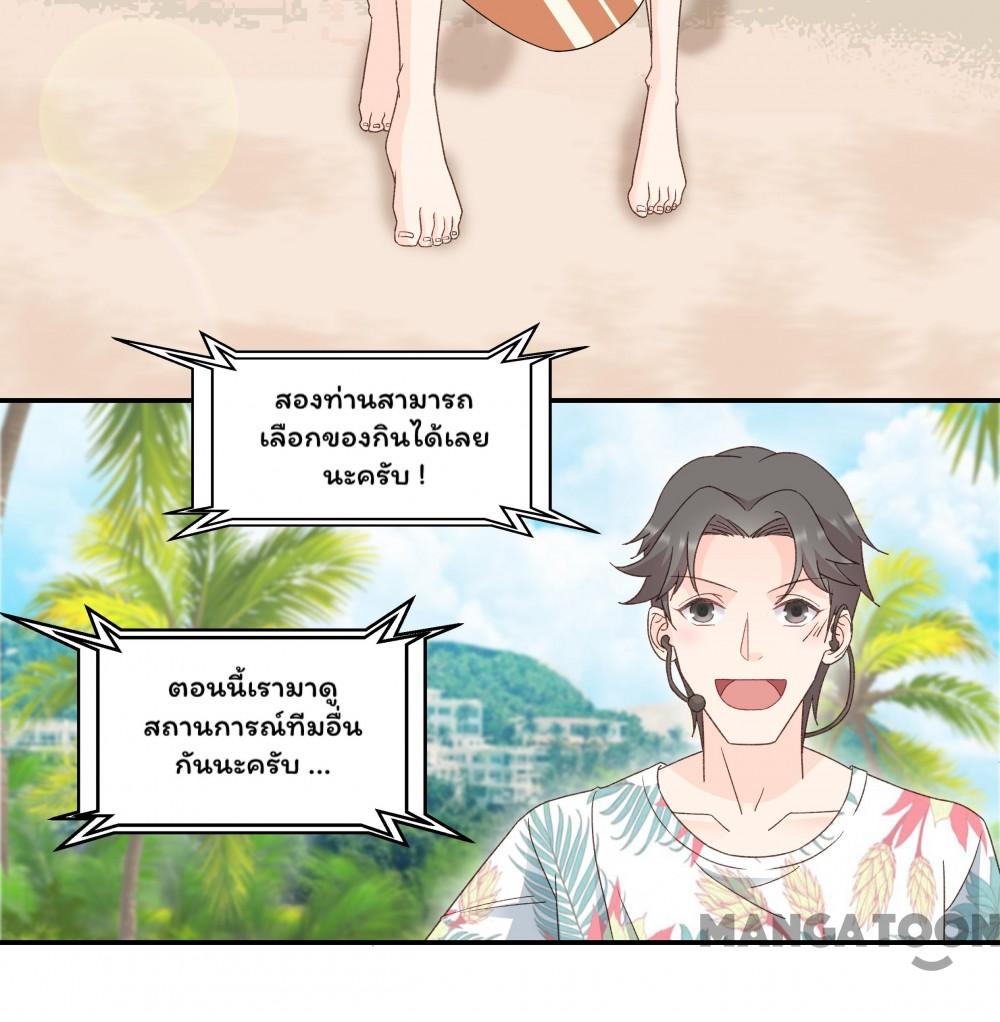 สองท่านสามารถ
เลือกของกินได้เลย
นะครับ !
ตอนนี้เรามาดู
สถานการณ์ทีมอื่น
กันนะครับ ...
MANGATOON